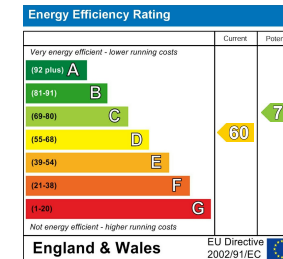 Energy Efficiency Rating
Current
Very energy efficient - lower running costs
(92 plus) A
(81-91) B
(69-80) C
(55-68) D
60
(39-54) E
(21-38) F
(1-20) G
Not energy efficient - higher running costs
England & Wales
EU Directive
2002/91/EC